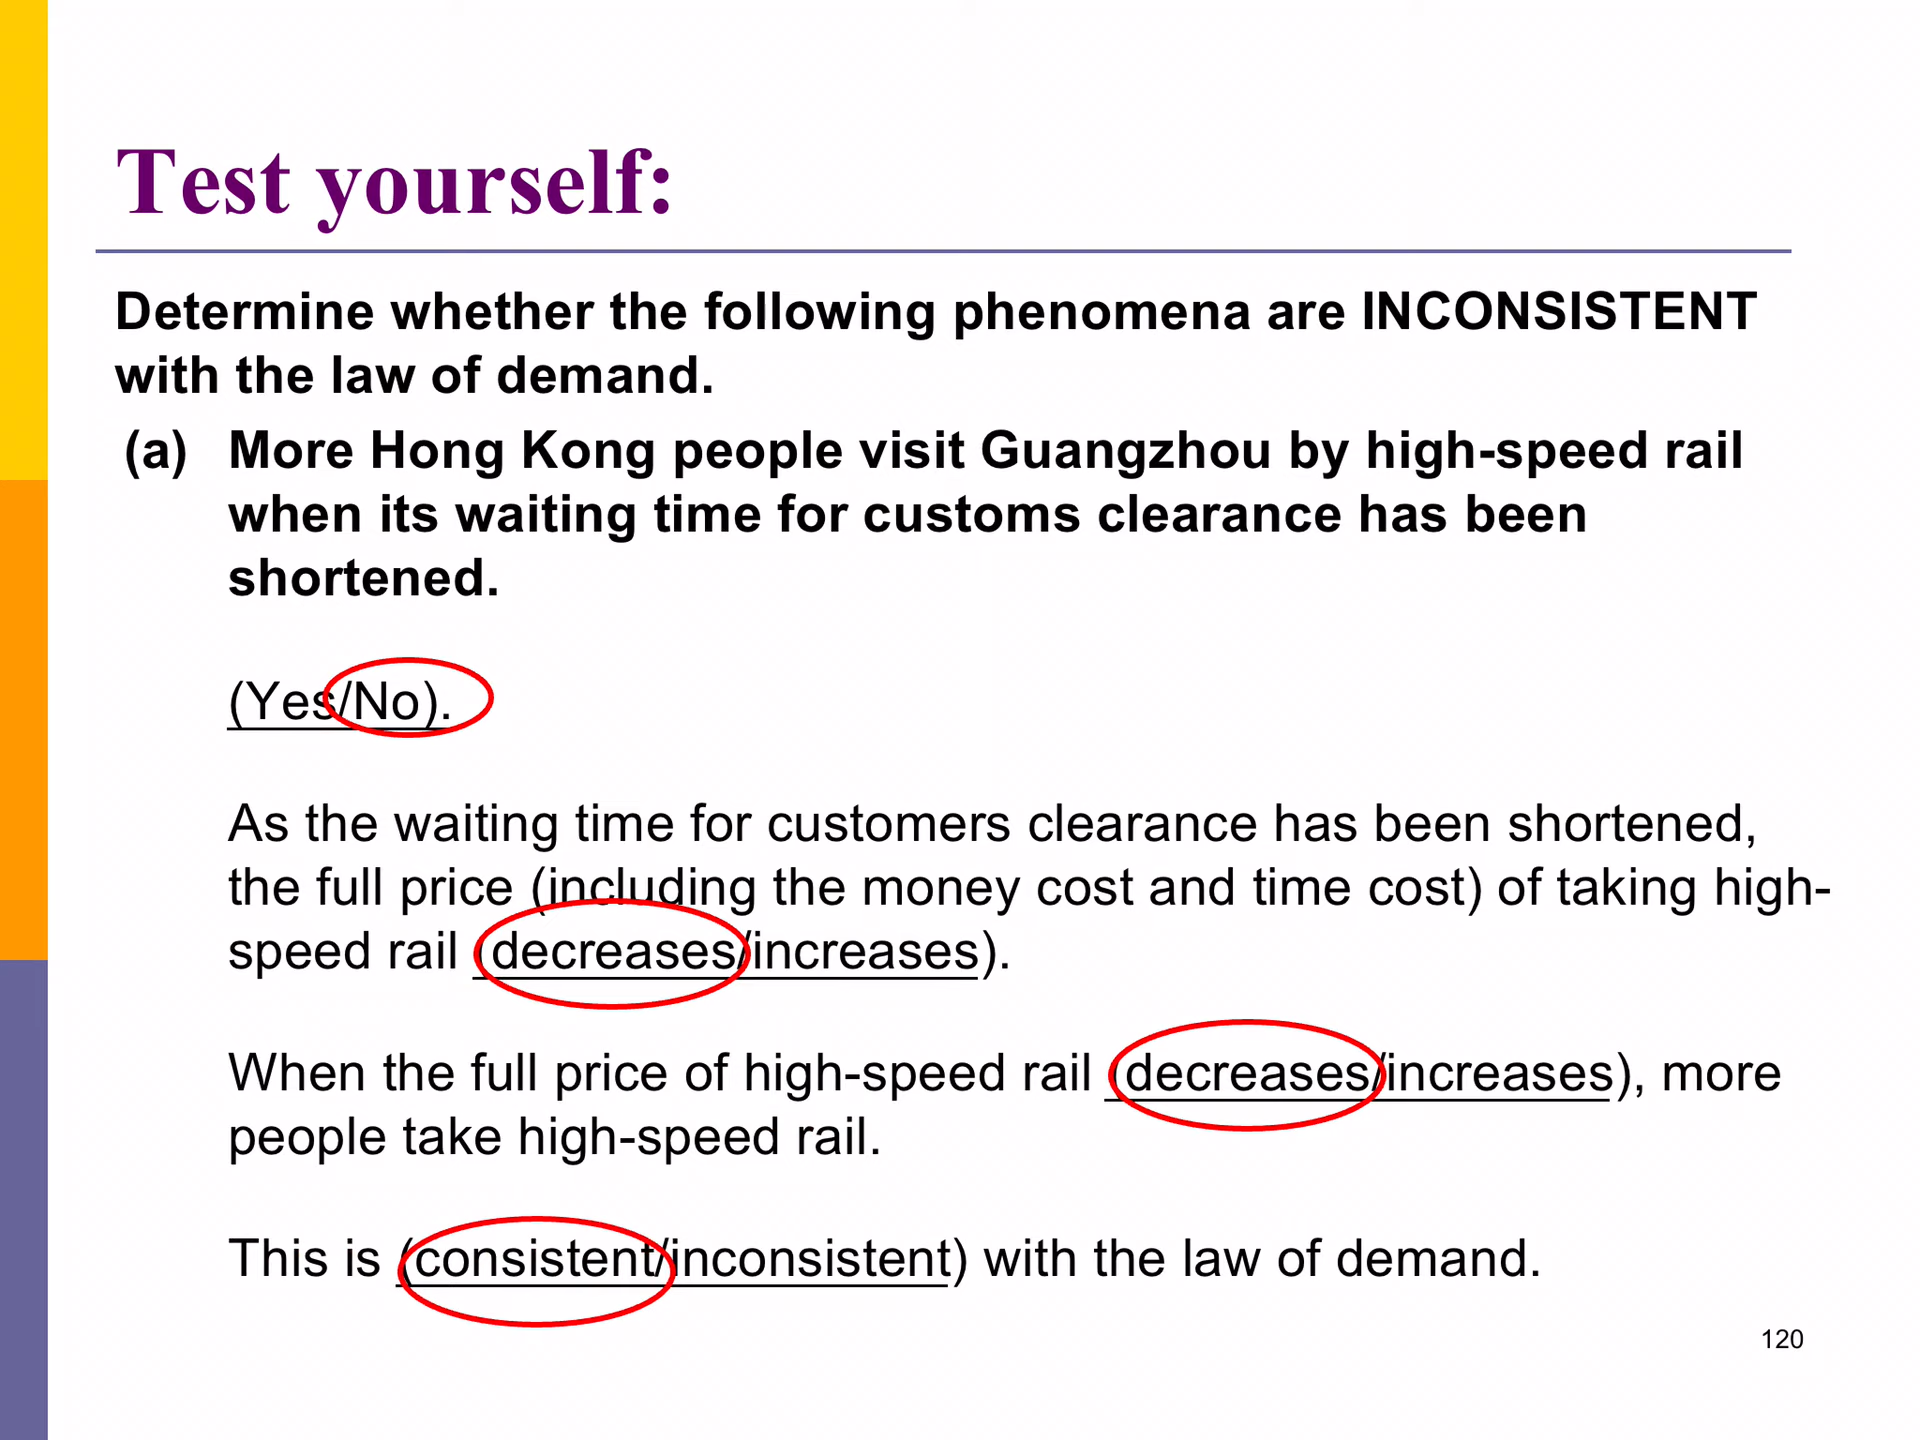 Test yourself:
Determine whether the following phenomena are INCONSISTENT
with the law of demand.
(a) More Hong Kong people visit Guangzhou by high-speed rail
when its waiting time for customs clearance has been
shortened.
(Yes/No).
As the waiting time for customers clearance has been shortened,
the full price (including the money cost and time cost) of taking high-
speed rail (decreases/increases).
When the full price of high-speed rail (decreases/increases), more
people take high-speed rail.
This is (consistent/inconsistent) with the law of demand.
120